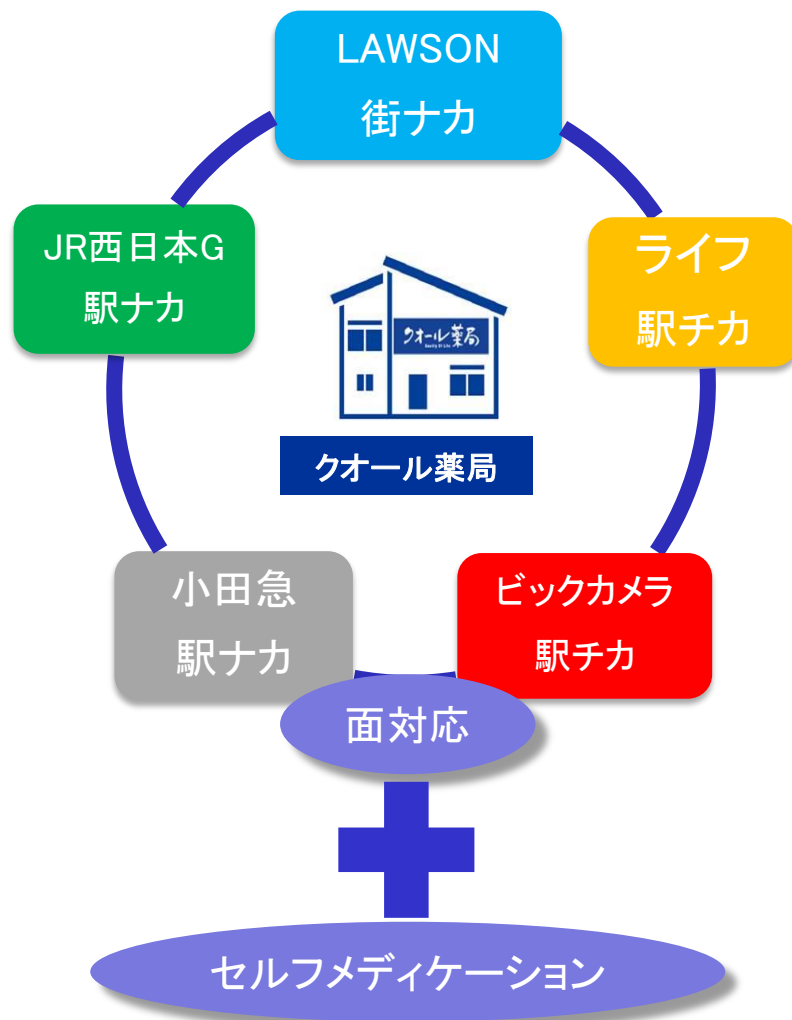 LAWSON
街ナカ
JR西日本G
駅ナカ
ライフ
駅チカ
クオール薬局
Quality Of Life
クオール薬局
小田急
駅ナカ
ビックカメラ
駅チカ
面対応
セルフメディケーション